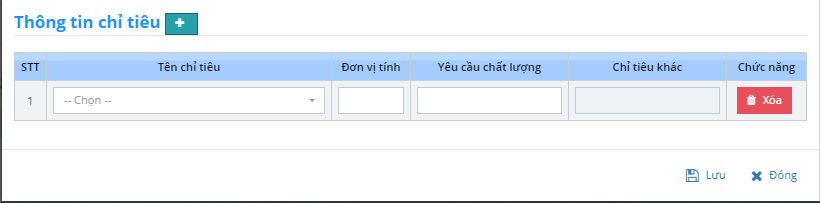 Thông tin chỉ tiêu
STT Tên chỉ tiêu Đơn vị tính Yêu cầu chất lượng Chỉ tiêu khác Chức năng
1 -- Chọn -- Xóa
Lưu Đóng